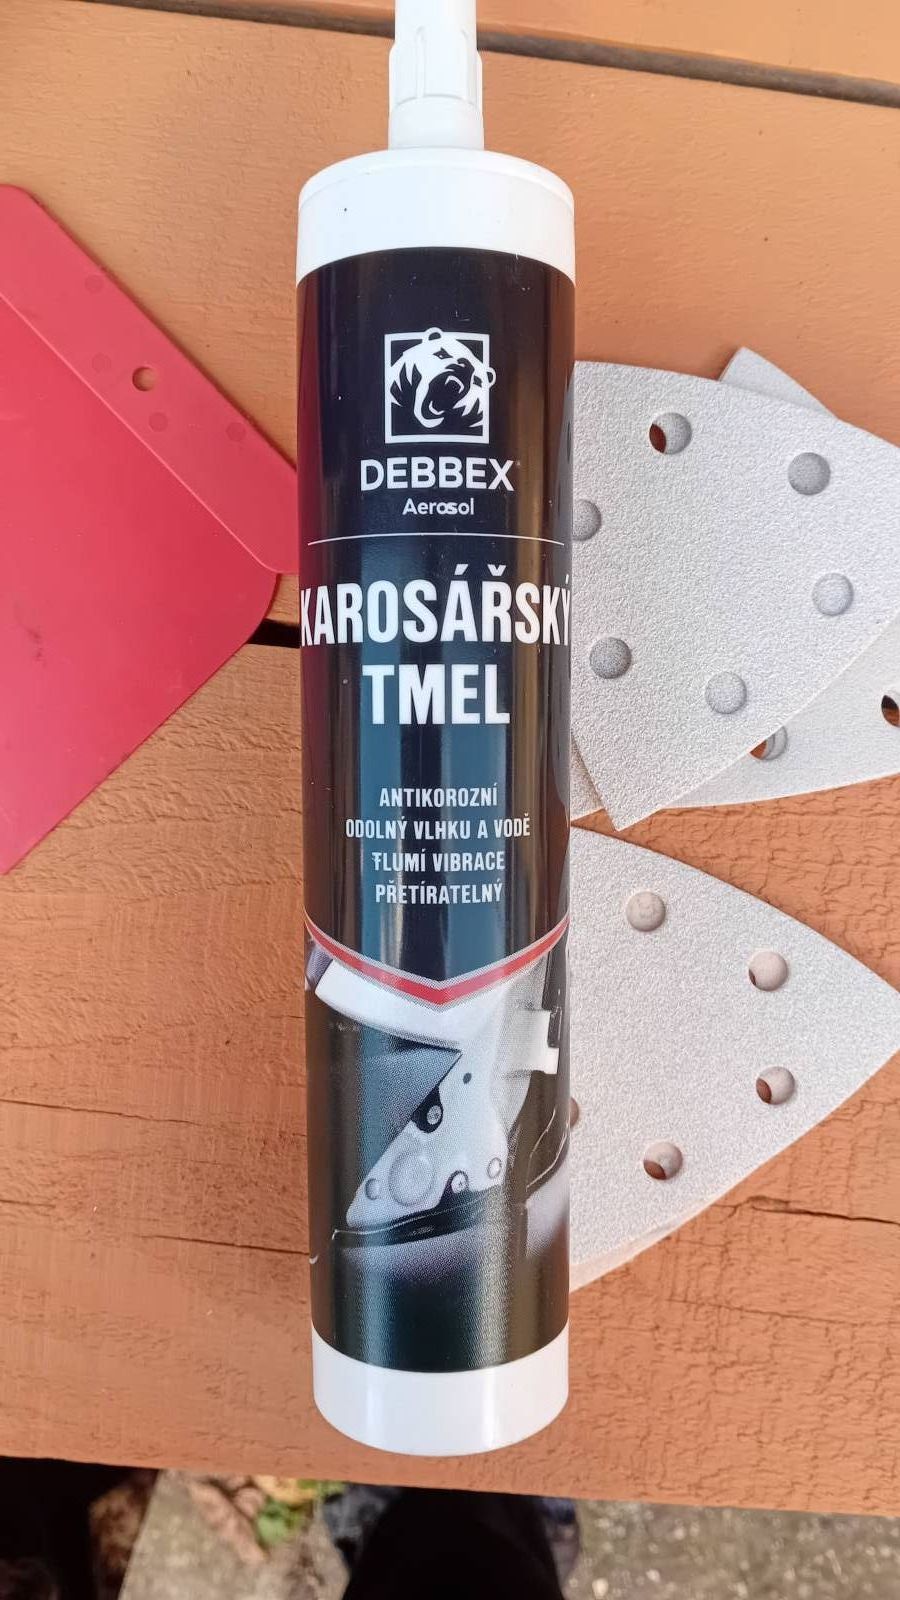 DEBBEX
Aerosol
KAROSÁŘSKÝ
TMEL
ANTIKOROZNÍ
ODOLNÝ VLHKU A VODĚ
TLUMÍ VIBRACE
PŘETÍRATELNÝ